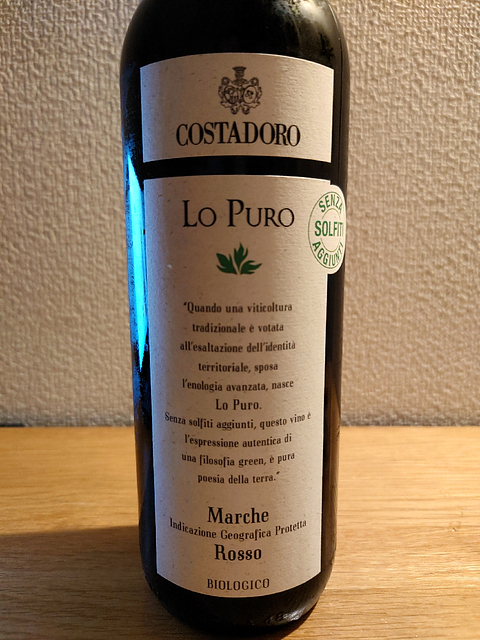 COSTADORO
Lo Puro
SENZA
SOLFITI
AGGIUNTI
"Quando una viticoltura
tradizionale è votata
all'esaltazione dell'identità
territoriale, sposa
l'enologia avanzata, nasce
Lo Puro.
Senza solfiti aggiunti, questo vino è
l'espressione autentica di
una filosofia green, è pura
poesia della terra."
Marche
Indicazione Geografica Protetta
Rosso
BIOLOGICO